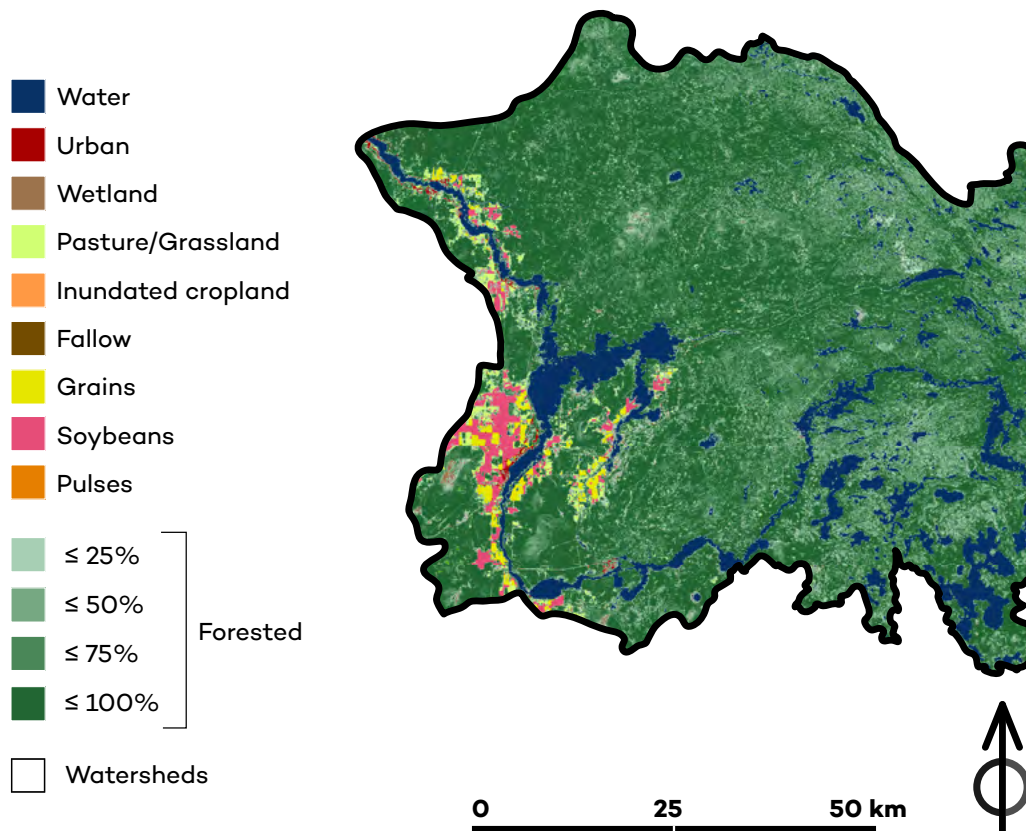 Water
Urban
Wetland
Pasture/Grassland
Inundated cropland
Fallow
Grains
Soybeans
Pulses
≤ 25%
≤ 50%
≤ 75%
≤ 100%
Forested
Watersheds
0 25 50 km